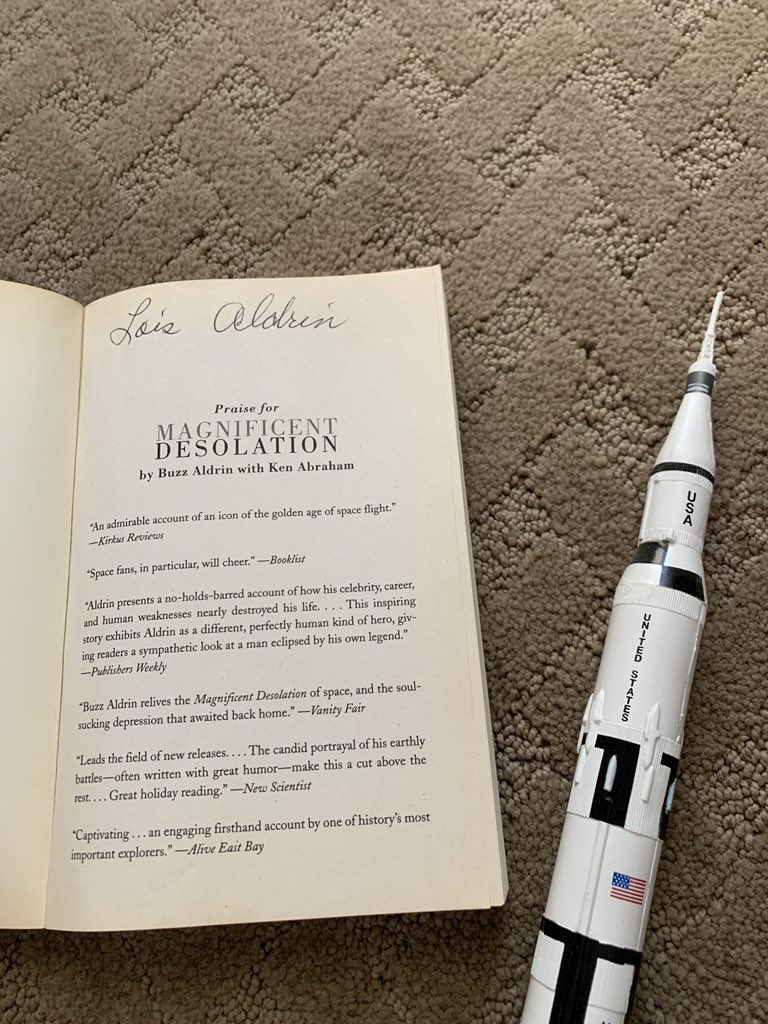 Lois Aldrin
Praise for
MAGNIFICENT
DESOLATION
by Buzz Aldrin with Ken Abraham
“An admirable account of an icon of the golden age of space flight.”
—Kirkus Reviews
“Space fans, in particular, will cheer.” —Booklist
“Aldrin presents a no-holds-barred account of how his celebrity, career,
and human weaknesses nearly destroyed his life. . . . This inspiring
story exhibits Aldrin as a different, perfectly human kind of hero, giv-
ing readers a sympathetic look at a man eclipsed by his own legend.”
—Publishers Weekly
“Buzz Aldrin relives the Magnificent Desolation of space, and the soul-
sucking depression that awaited back home.” —Vanity Fair
“Leads the field of new releases. . . . The candid portrayal of his earthly
battles—often written with great humor—make this a cut above the
rest. . . . Great holiday reading.” —New Scientist
“Captivating . . . an engaging firsthand account by one of history’s most
important explorers.” —Alive East Bay
USA
UNITED STATES